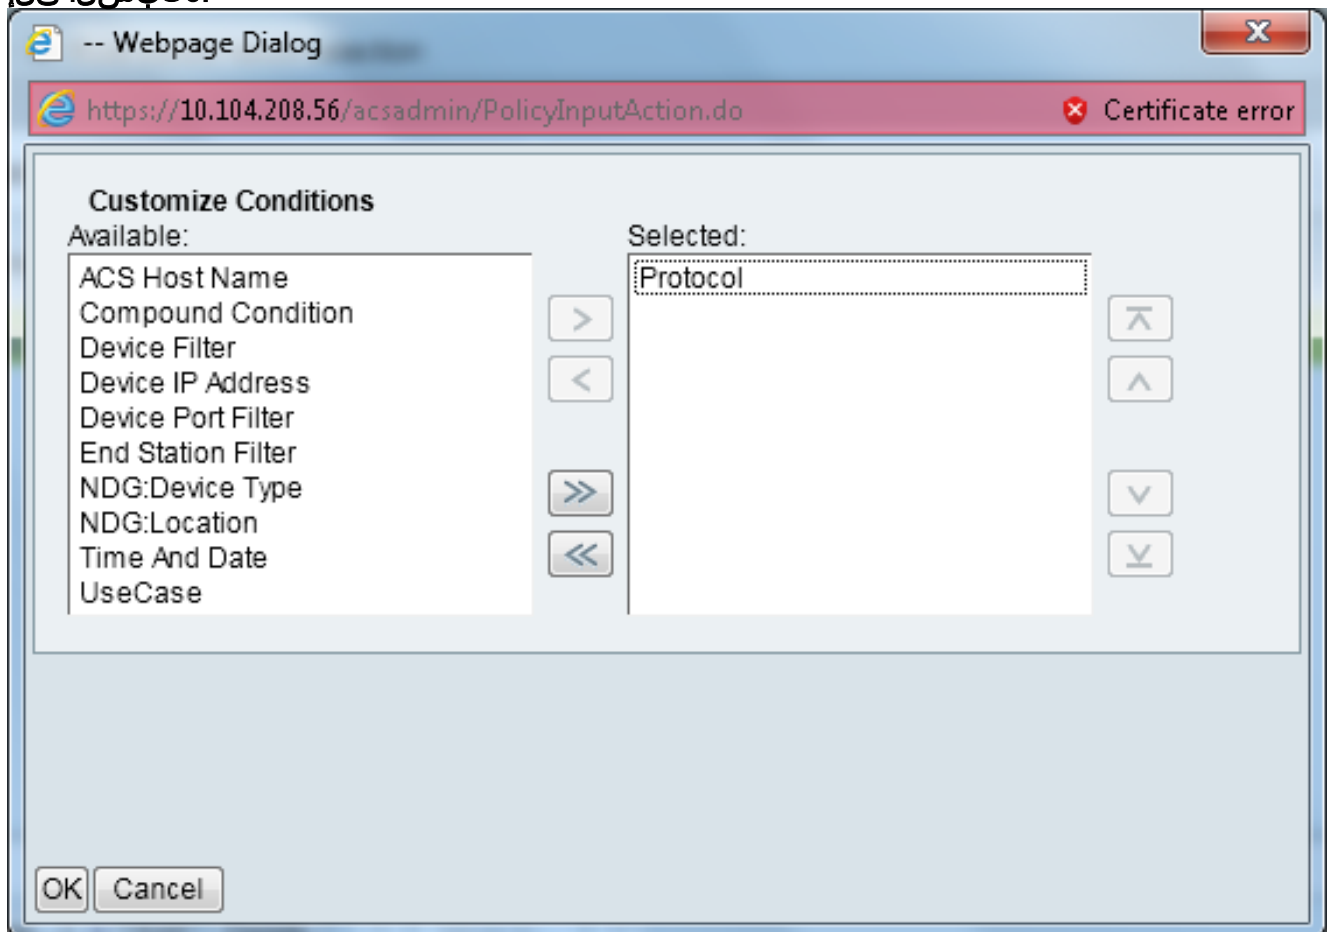 -- Webpage Dialog
https://10.104.208.56/acsadmin/PolicyInputAction.do
Certificate error
Customize Conditions
Available:
Selected:
ACS Host Name
Compound Condition
Device Filter
Device IP Address
Device Port Filter
End Station Filter
NDG:Device Type
NDG:Location
Time And Date
UseCase
Protocol
OK
Cancel